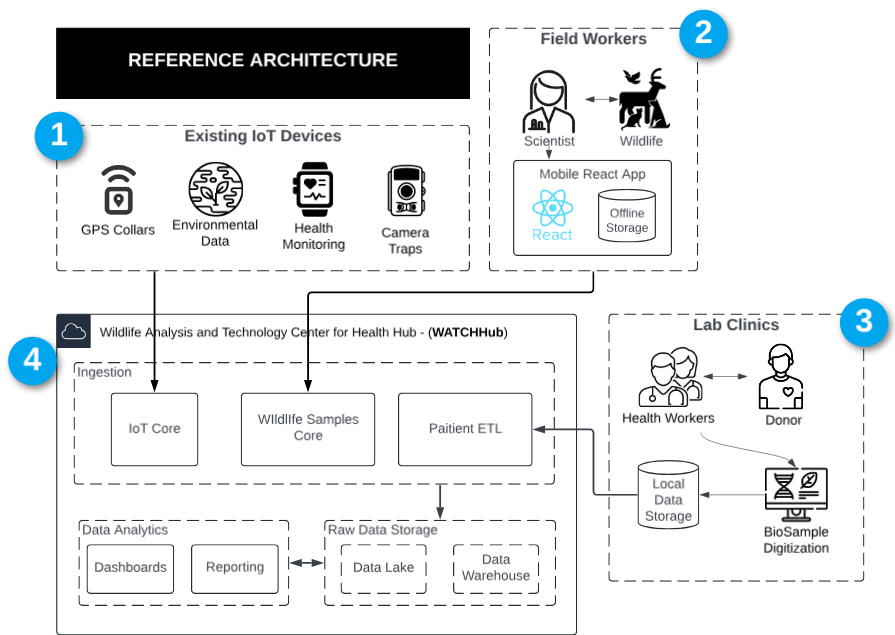 REFERENCE ARCHITECTURE
1
Existing IoT Devices
GPS Collars
Environmental
Data
Health
Monitoring
Camera
Traps
2
Field Workers
Scientist
Wildlife
Mobile React App
React
Offline
Storage
4
Wildlife Analysis and Technology Center for Health Hub - (WATCHHub)
Ingestion
IoT Core
WIldlIfe Samples
Core
Paitient ETL
Data Analytics
Dashboards
Reporting
Raw Data Storage
Data Lake
Data
Warehouse
3
Lab Clinics
Health Workers
Donor
Local
Data
Storage
BioSample
Digitization